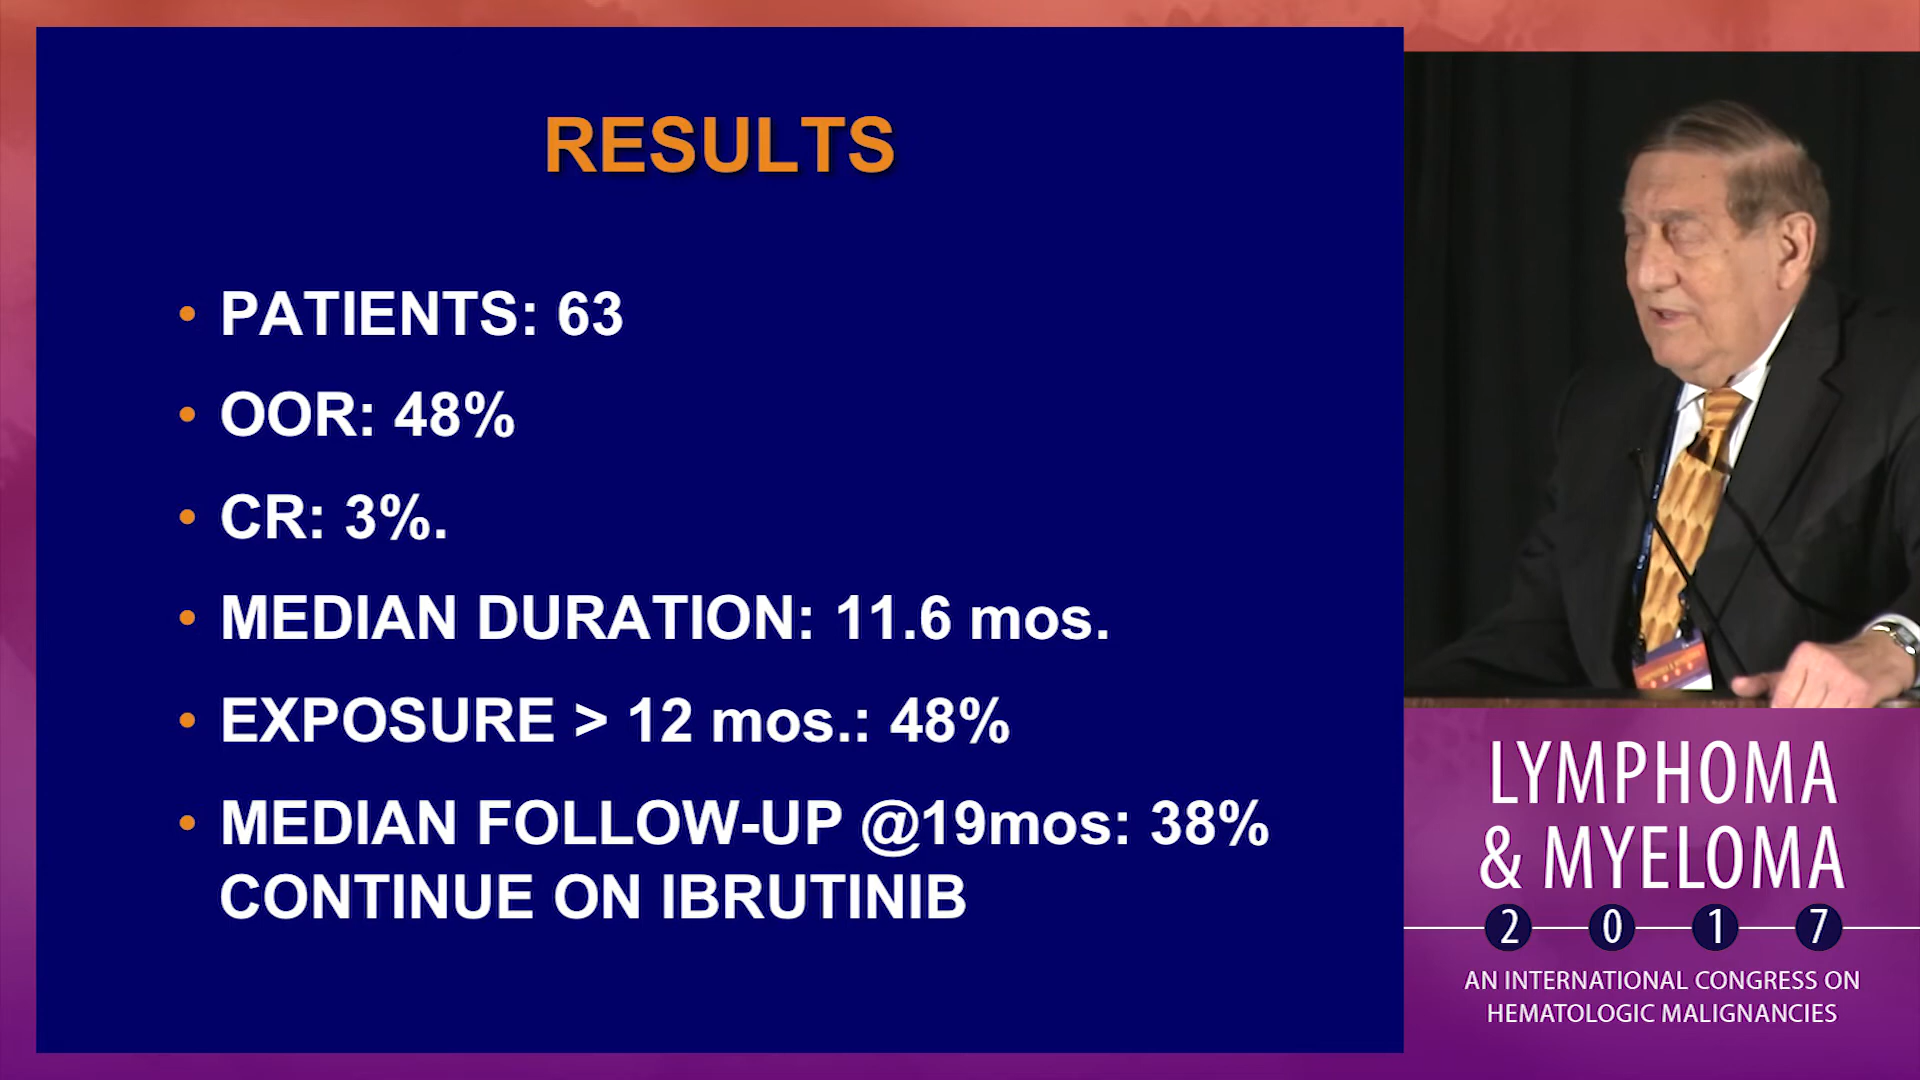 RESULTS
• PATIENTS: 63
• OOR: 48%
• CR: 3%.
• MEDIAN DURATION: 11.6 mos.
• EXPOSURE > 12 mos.: 48%
• MEDIAN FOLLOW-UP @19mos: 38%
CONTINUE ON IBRUTINIB
LYMPHOMA
& MYELOMA
2 0 1 7
AN INTERNATIONAL CONGRESS ON
HEMATOLOGIC MALIGNANCIES